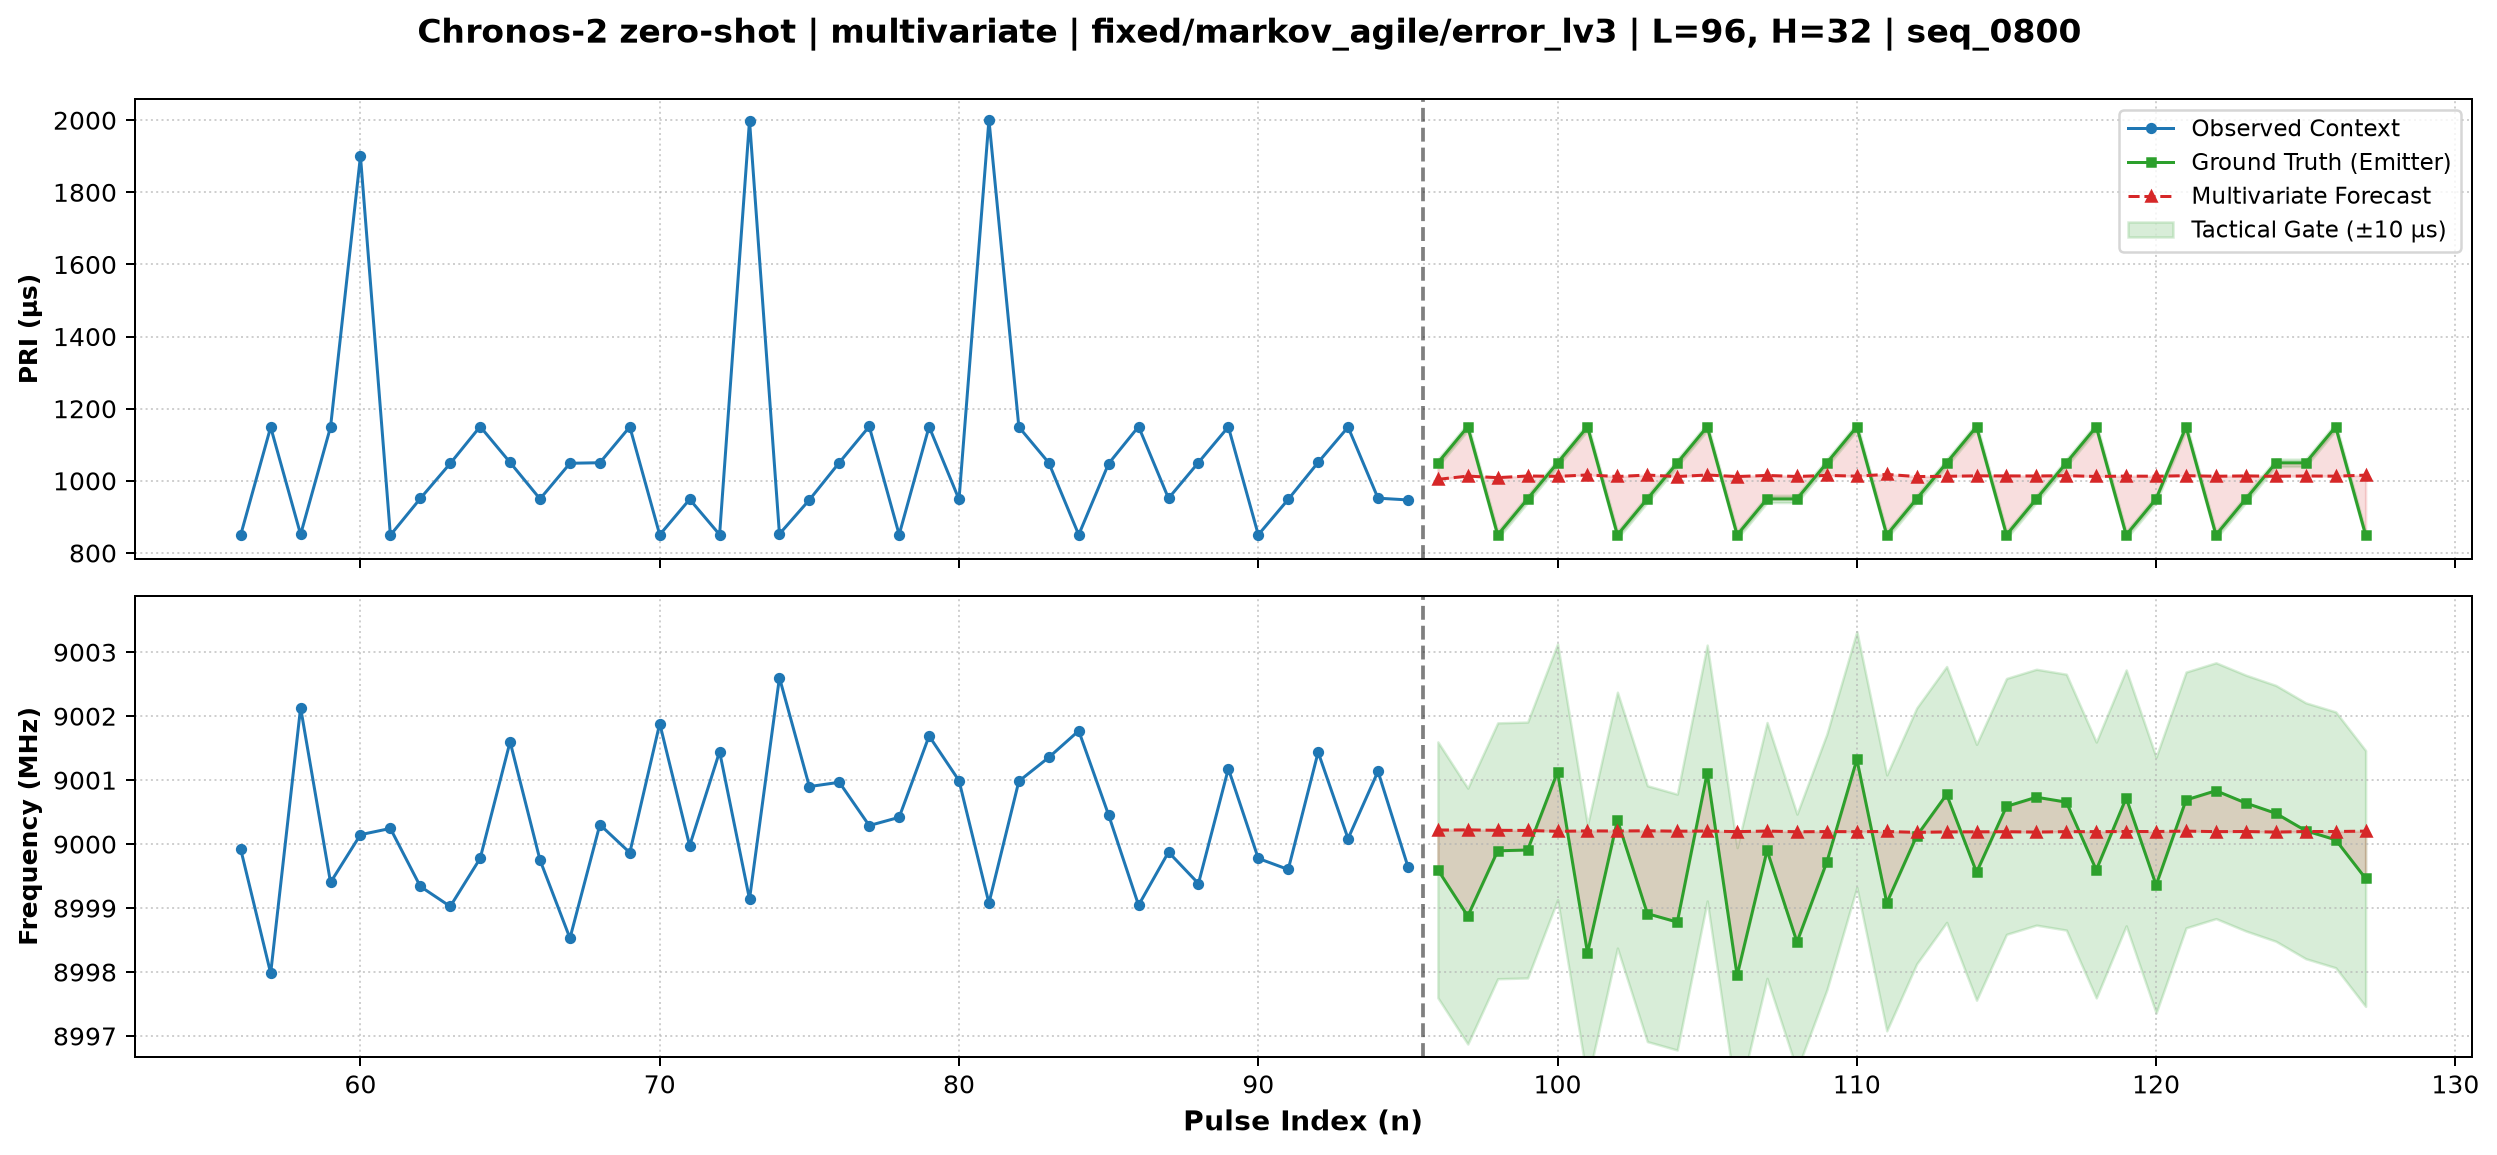 Chronos-2 zero-shot | multivariate | fixed/markov_agile/error_lv3 | L=96, H=32 | seq_0800
PRI (µs)
2000
1800
1600
1400
1200
1000
800
Observed Context
Ground Truth (Emitter)
Multivariate Forecast
Tactical Gate (±10 µs)
Frequency (MHz)
9003
9002
9001
9000
8999
8998
8997
60 70 80 90 100 110 120 130
Pulse Index (n)